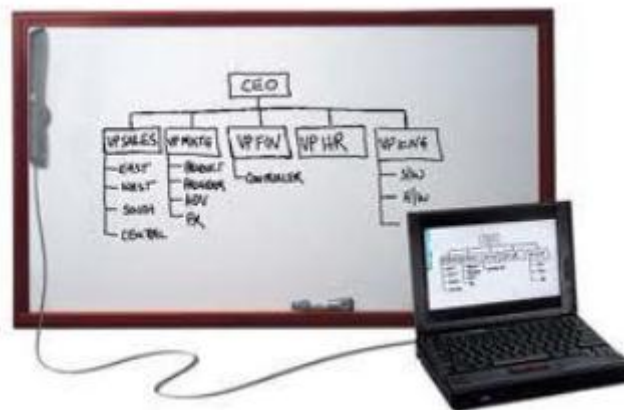 CEO
VP SALES
EAST
WEST
SOUTH
CENTRAL
VP MKTG
PRODUCT
PROGRAM
ADV
VP FIN
CONTROLLER
VP HR
VP ENG
S/W
H/W